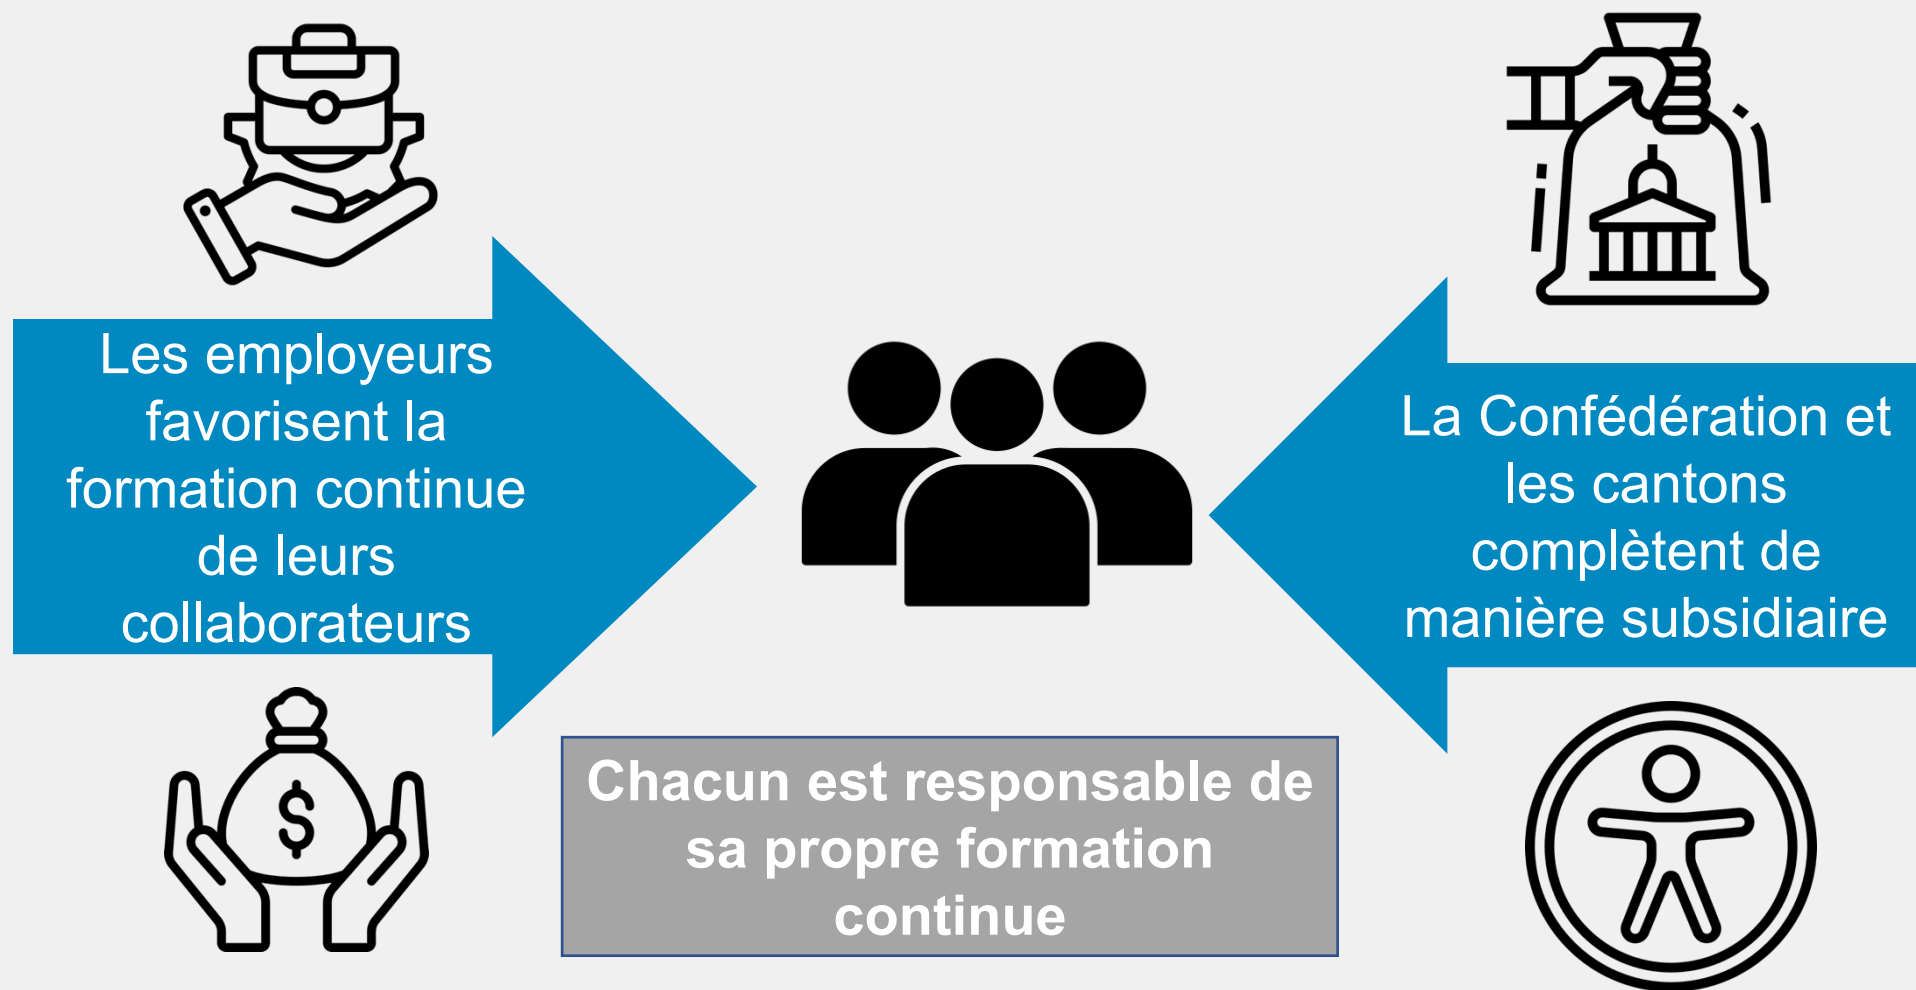 Les employeurs
favorisent la
formation continue
de leurs
collaborateurs
La Confédération et
les cantons
complètent de
manière subsidiaire
$
Chacun est responsable de
sa propre formation
continue